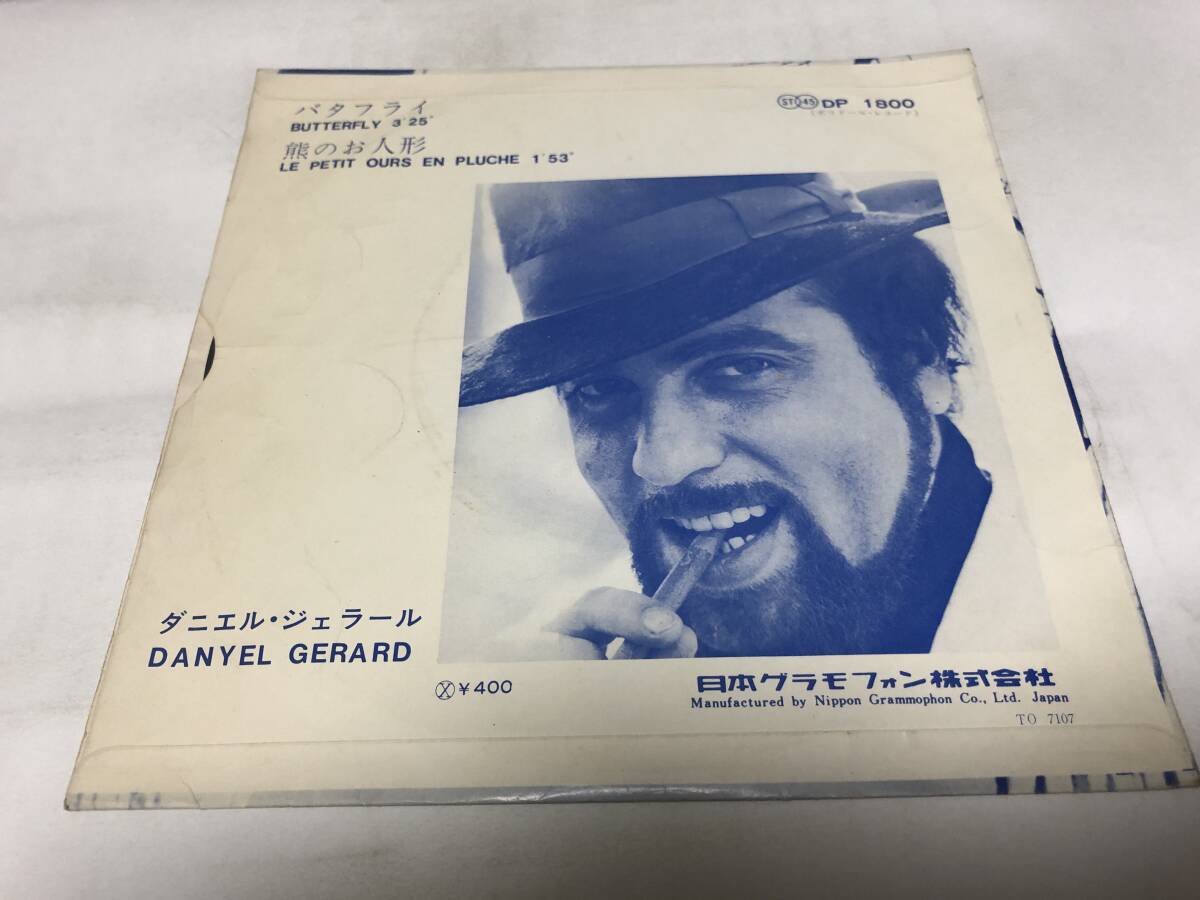 バタフライ
BUTTERFLY 3'25"
熊のお人形
LE PETIT OURS EN PLUCHE 1'53"
ST 45 DP 1800
ダニエル・ジェラール
DANYEL GERARD
Ⓧ ¥400
日本グラモフォン株式会社
Manufactured by Nippon Grammophon Co., Ltd. Japan
TO 7107